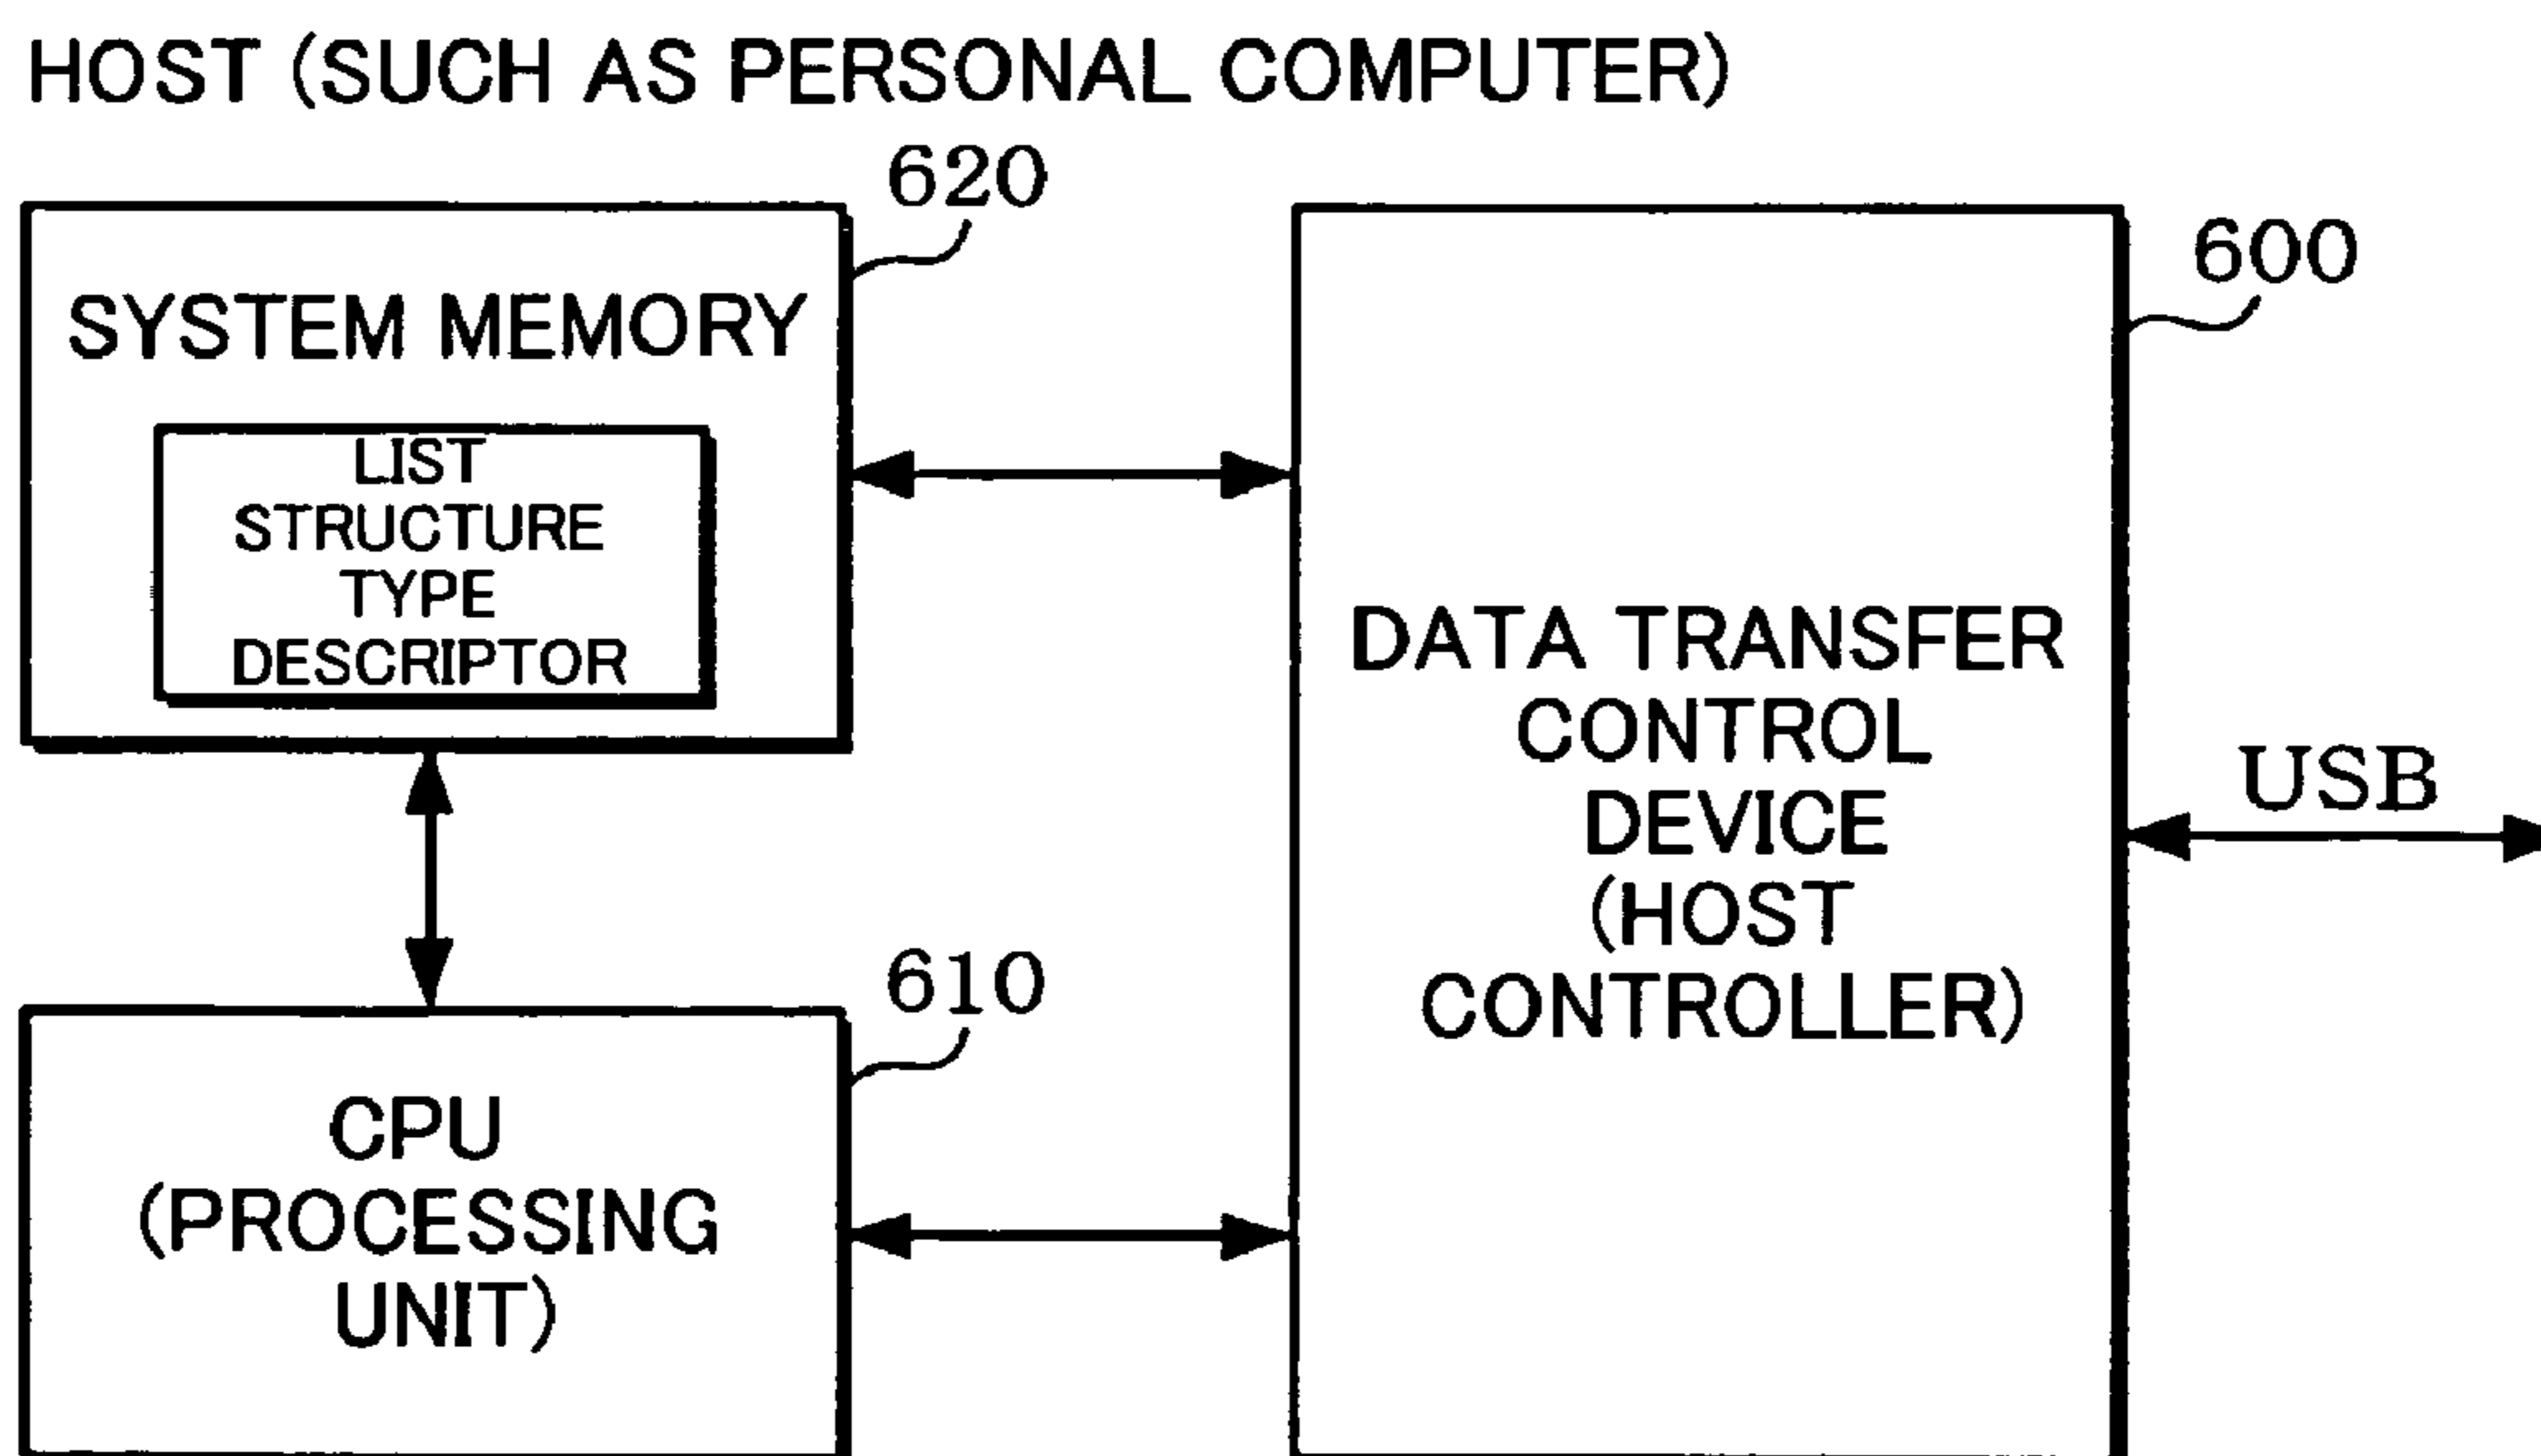 HOST (SUCH AS PERSONAL COMPUTER)
620
SYSTEM MEMORY
LIST
STRUCTURE
TYPE
DESCRIPTOR
600
DATA TRANSFER
CONTROL
DEVICE
(HOST
CONTROLLER)
USB
610
CPU
(PROCESSING
UNIT)